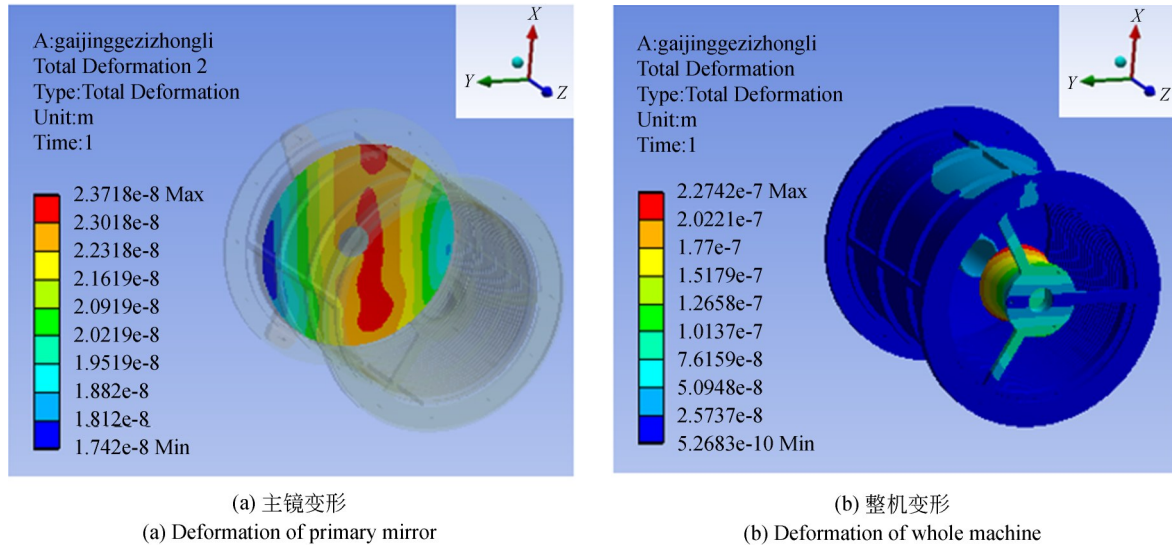 A:gaijinggezizhongli
Total Deformation 2
Type:Total Deformation
Unit:m
Time:1
X
Y
Z
2.3718e-8 Max
2.3018e-8
2.2318e-8
2.1619e-8
2.0919e-8
2.0219e-8
1.9519e-8
1.882e-8
1.812e-8
1.742e-8 Min
(a) 主镜变形
(a) Deformation of primary mirror
A:gaijinggezizhongli
Total Deformation
Type:Total Deformation
Unit:m
Time:1
X
Y
Z
2.2742e-7 Max
2.0221e-7
1.77e-7
1.5179e-7
1.2658e-7
1.0137e-7
7.6159e-8
5.0948e-8
2.5737e-8
5.2683e-10 Min
(b) 整机变形
(b) Deformation of whole machine